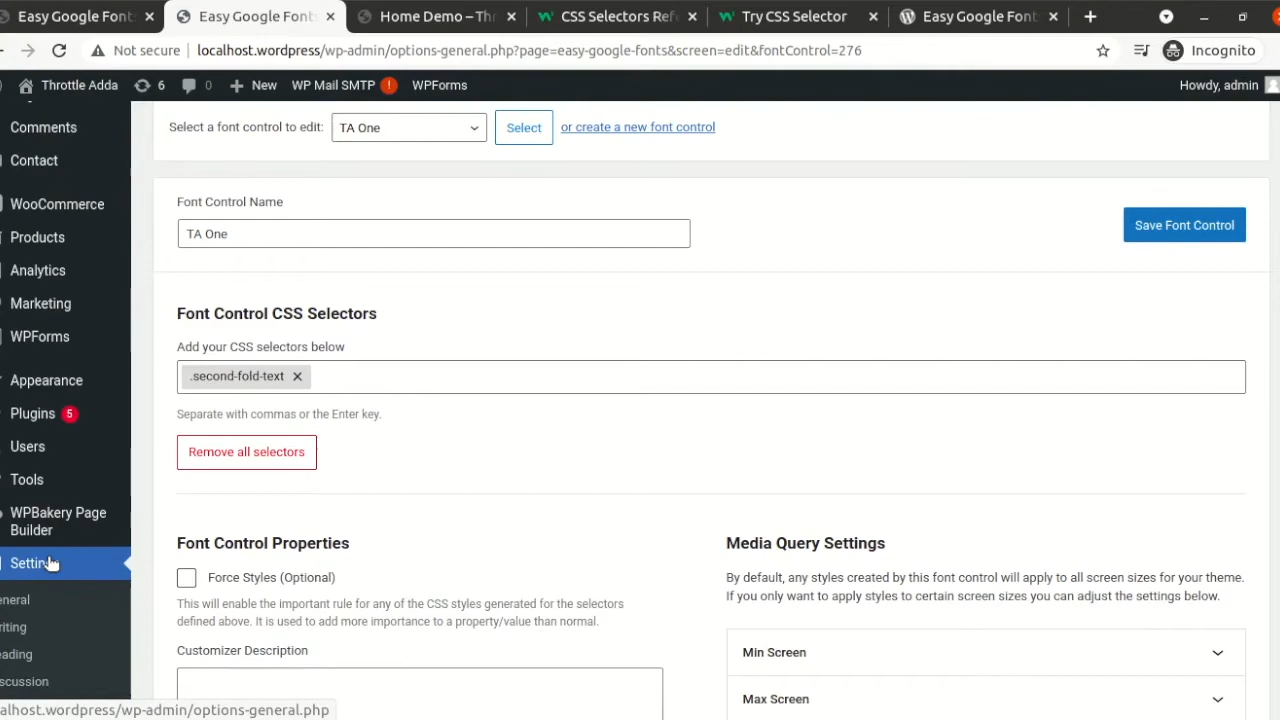 Easy Google Font
Easy Google Font
Home Demo – Thr
CSS Selectors Refe
Try CSS Selector
Easy Google Font
Not secure
localhost.wordpress/wp-admin/options-general.php?page=easy-google-fonts&screen=edit&fontControl=276
Incognito
Throttle Adda
6
0
New
WP Mail SMTP !
WPForms
Howdy, admin
Comments
Contact
WooCommerce
Products
Analytics
Marketing
WPForms
Appearance
Plugins 5
Users
Tools
WPBakery Page
Builder
Settin
eneral
riting
eading
scussion
alhost.wordpress/wp-admin/options-general.php
Select a font control to edit:
TA One
Select
or create a new font control
Font Control Name
TA One
Save Font Control
Font Control CSS Selectors
Add your CSS selectors below
.second-fold-text
Separate with commas or the Enter key.
Remove all selectors
Font Control Properties
Force Styles (Optional)
This will enable the important rule for any of the CSS styles generated for the selectors
defined above. It is used to add more importance to a property/value than normal.
Customizer Description
Media Query Settings
By default, any styles created by this font control will apply to all screen sizes for your theme.
If you only want to apply styles to certain screen sizes you can adjust the settings below.
Min Screen
Max Screen